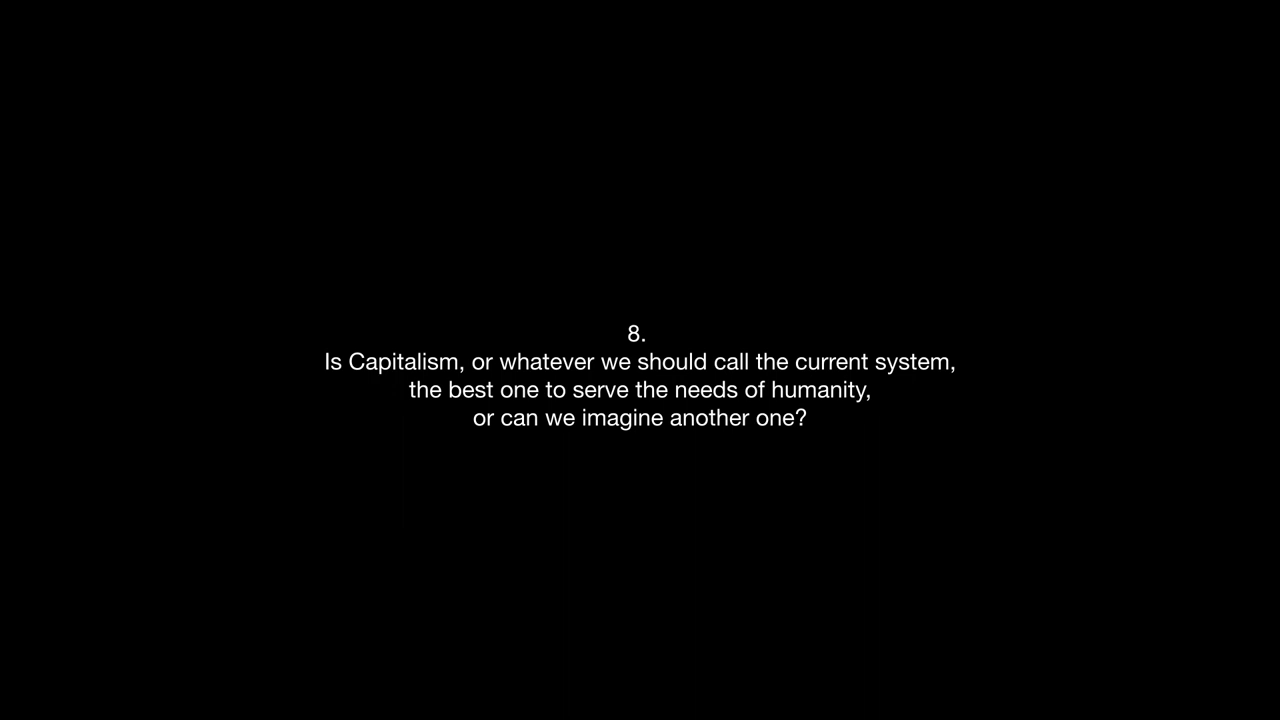 8.
Is Capitalism, or whatever we should call the current system,
the best one to serve the needs of humanity,
or can we imagine another one?